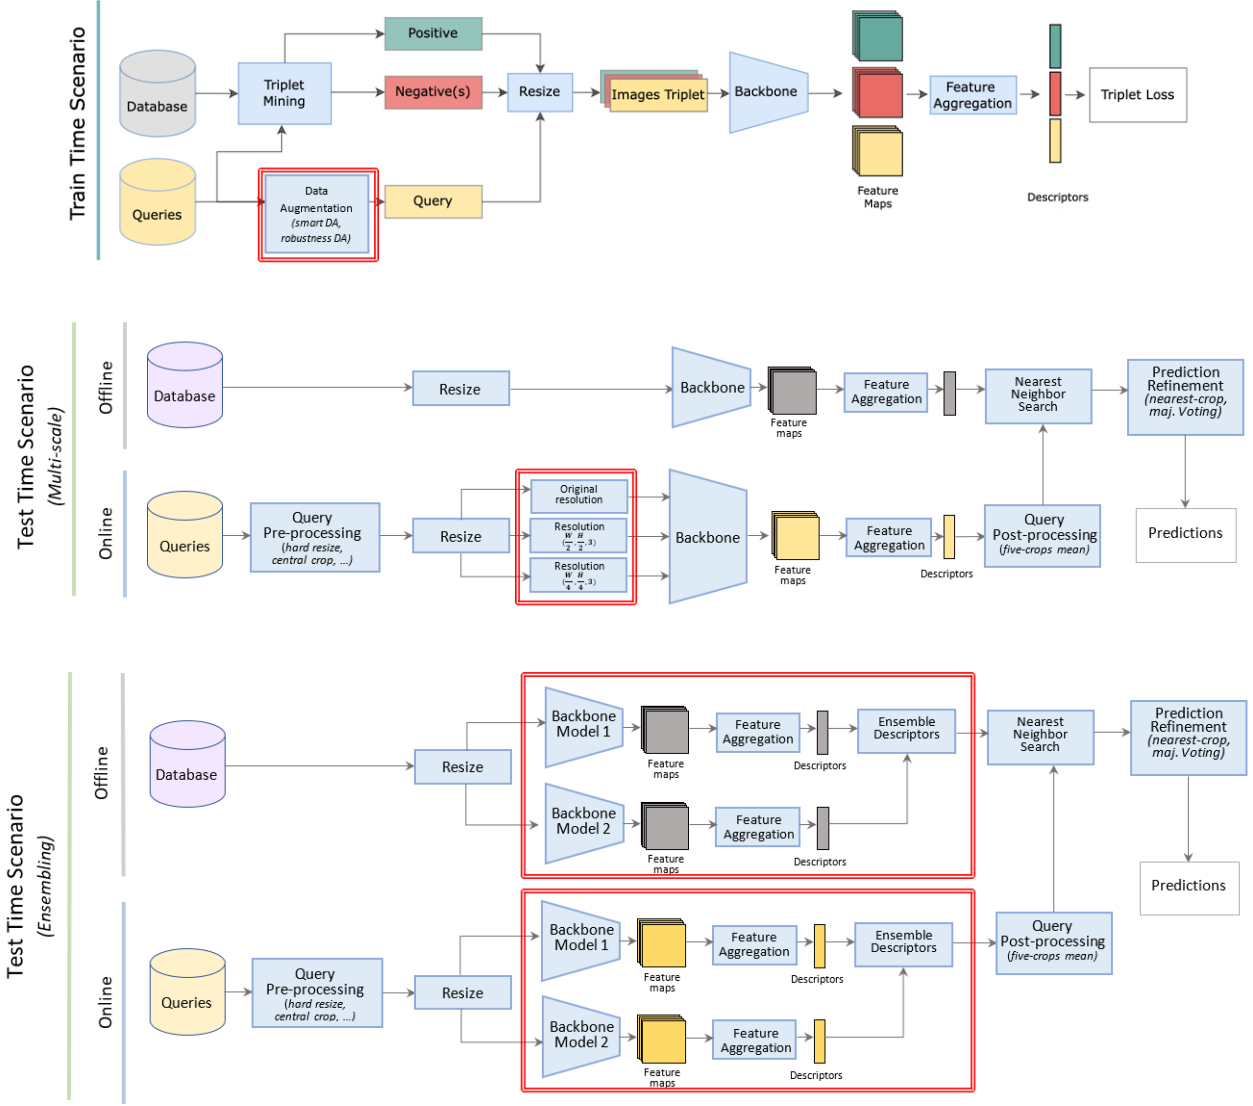 Train Time Scenario
Database
Queries
Triplet
Mining
Data
Augmentation
(smart DA,
robustness DA)
Positive
Negative(s)
Query
Resize
Images Triplet
Backbone
Feature
Maps
Feature
Aggregation
Descriptors
Triplet Loss
Test Time Scenario
(Multi-scale)
Offline
Database
Resize
Backbone
Feature
maps
Feature
Aggregation
Nearest
Neighbor
Search
Prediction
Refinement
(nearest-crop,
maj. Voting)
Predictions
Online
Queries
Query
Pre-processing
(hard resize,
central crop, ...)
Resize
Original
resolution
Resolution
(W/2, H/2, 3)
Resolution
(W/4, H/4, 3)
Backbone
Feature
maps
Feature
Aggregation
Descriptors
Query
Post-processing
(five-crops mean)
Test Time Scenario
(Ensembling)
Offline
Database
Resize
Backbone
Model 1
Feature
maps
Feature
Aggregation
Descriptors
Ensemble
Descriptors
Backbone
Model 2
Feature
maps
Feature
Aggregation
Descriptors
Nearest
Neighbor
Search
Prediction
Refinement
(nearest-crop,
maj. Voting)
Predictions
Online
Queries
Query
Pre-processing
(hard resize,
central crop, ...)
Resize
Backbone
Model 1
Feature
maps
Feature
Aggregation
Descriptors
Ensemble
Descriptors
Backbone
Model 2
Feature
maps
Feature
Aggregation
Descriptors
Query
Post-processing
(five-crops mean)